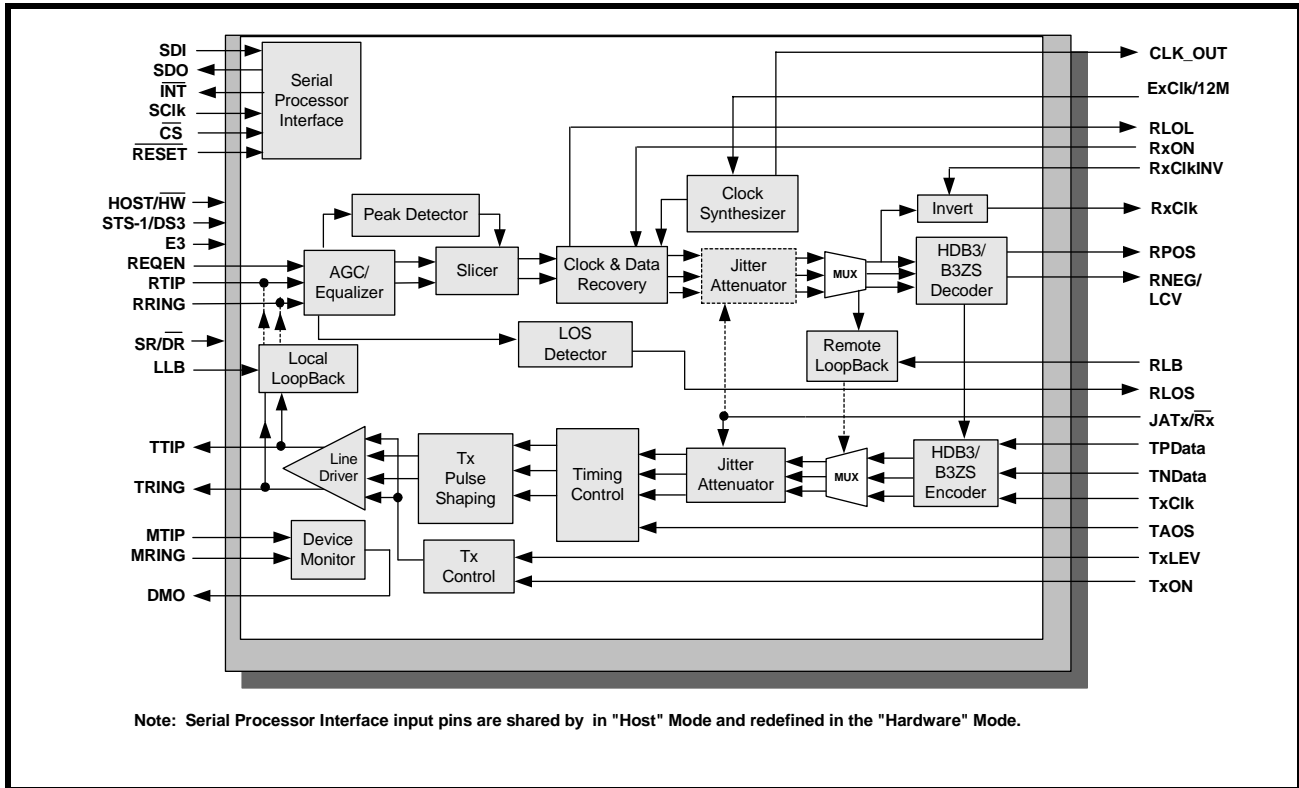 SDI
SDO
INT
SClk
CS
RESET
HOST/HW
STS-1/DS3
E3
REQEN
RTIP
RRING
SR/DR
LLB
TTIP
TRING
MTIP
MRING
DMO
Serial
Processor
Interface
Peak Detector
AGC/
Equalizer
Slicer
Clock & Data
Recovery
Clock
Synthesizer
Jitter
Attenuator
MUX
Invert
HDB3/
B3ZS
Decoder
LOS
Detector
Remote
LoopBack
Local
LoopBack
Line
Driver
Tx
Pulse
Shaping
Timing
Control
Jitter
Attenuator
MUX
HDB3/
B3ZS
Encoder
Device
Monitor
Tx
Control
CLK_OUT
ExClk/12M
RLOL
RxON
RxClkINV
RxClk
RPOS
RNEG/
LCV
RLB
RLOS
JATx/Rx
TPData
TNData
TxClk
TAOS
TxLEV
TxON
Note: Serial Processor Interface input pins are shared by in "Host" Mode and redefined in the "Hardware" Mode.